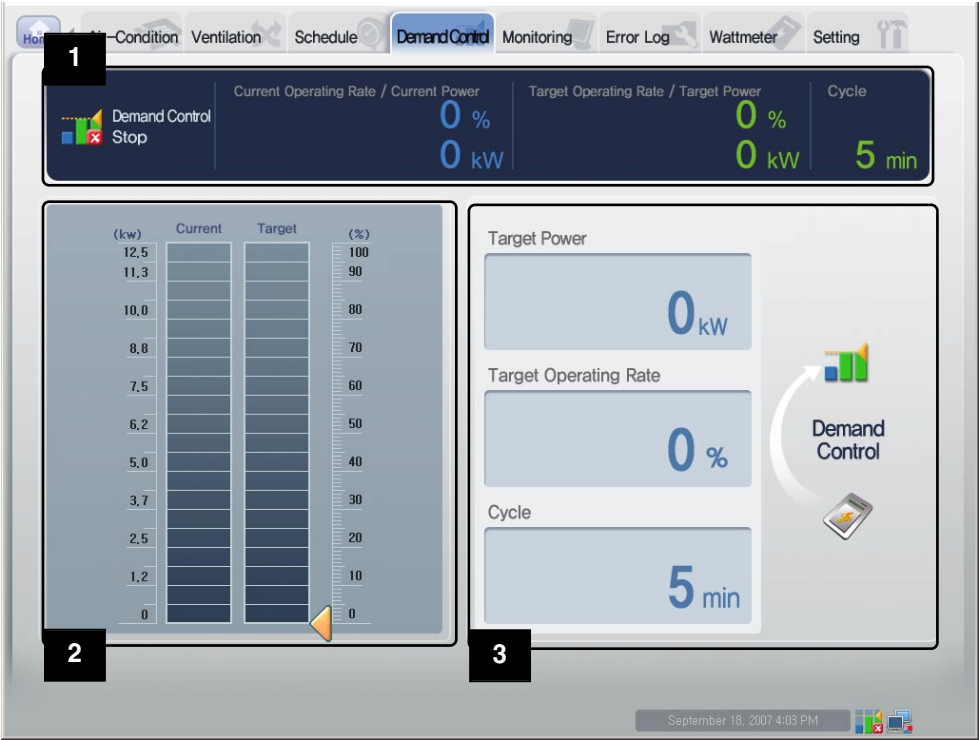 Air-Condition Ventilation Schedule Demand Control Monitoring Error Log Wattmeter Setting
1
Demand Control
Stop
Current Operating Rate / Current Power
0 %
0 kW
Target Operating Rate / Target Power
0 %
0 kW
Cycle
5 min
(kw) Current Target (%)
12,5 100
11,3 90
10,0 80
8,8 70
7,5 60
6,2 50
5,0 40
3,7 30
2,5 20
1,2 10
0 0
2
Target Power
0 kW
Target Operating Rate
0 %
Cycle
5 min
Demand
Control
3
September 18, 2007 4:03 PM